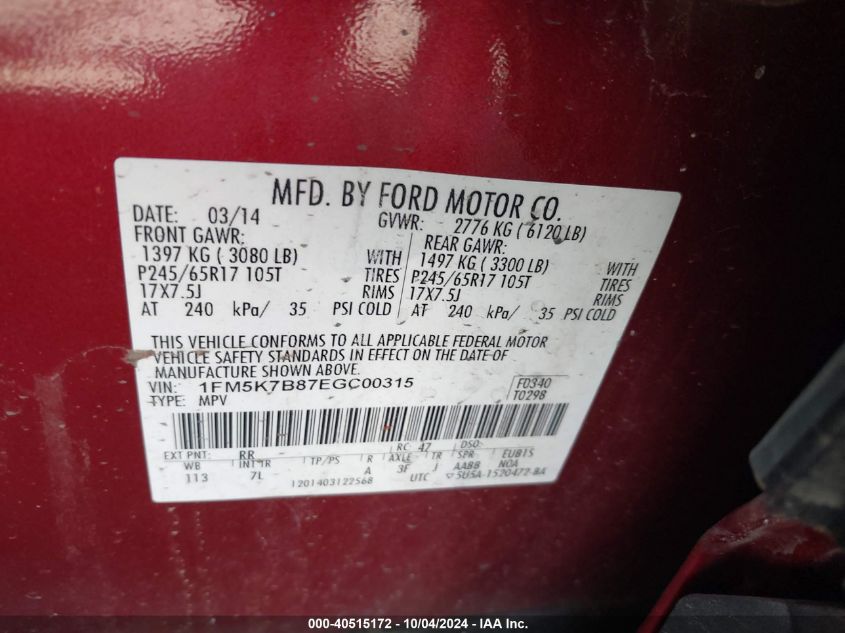 MFD. BY FORD MOTOR CO.
DATE: 03/14 GVWR: 2776 KG ( 6120 LB)
FRONT GAWR: REAR GAWR:
1397 KG ( 3080 LB) WITH 1497 KG ( 3300 LB) WITH
P245/65R17 105T TIRES P245/65R17 105T TIRES
17X7.5J RIMS 17X7.5J RIMS
AT 240 kPa/ 35 PSI COLD AT 240 kPa/ 35 PSI COLD
THIS VEHICLE CONFORMS TO ALL APPLICABLE FEDERAL MOTOR
VEHICLE SAFETY STANDARDS IN EFFECT ON THE DATE OF
MANUFACTURE SHOWN ABOVE.
VIN: 1FM5K7B87EGC00315 F0340
TYPE: MPV T0298
EXT PNT: RR RC: 47 DSO:
WB INT TR TP/PS R AXLE TR SPR EUB1S
113 7L A 3F J AABB N0A
1201403122568 UTC ▽5U5A-1520472-BA
000-40515172 - 10/04/2024 - IAA Inc.